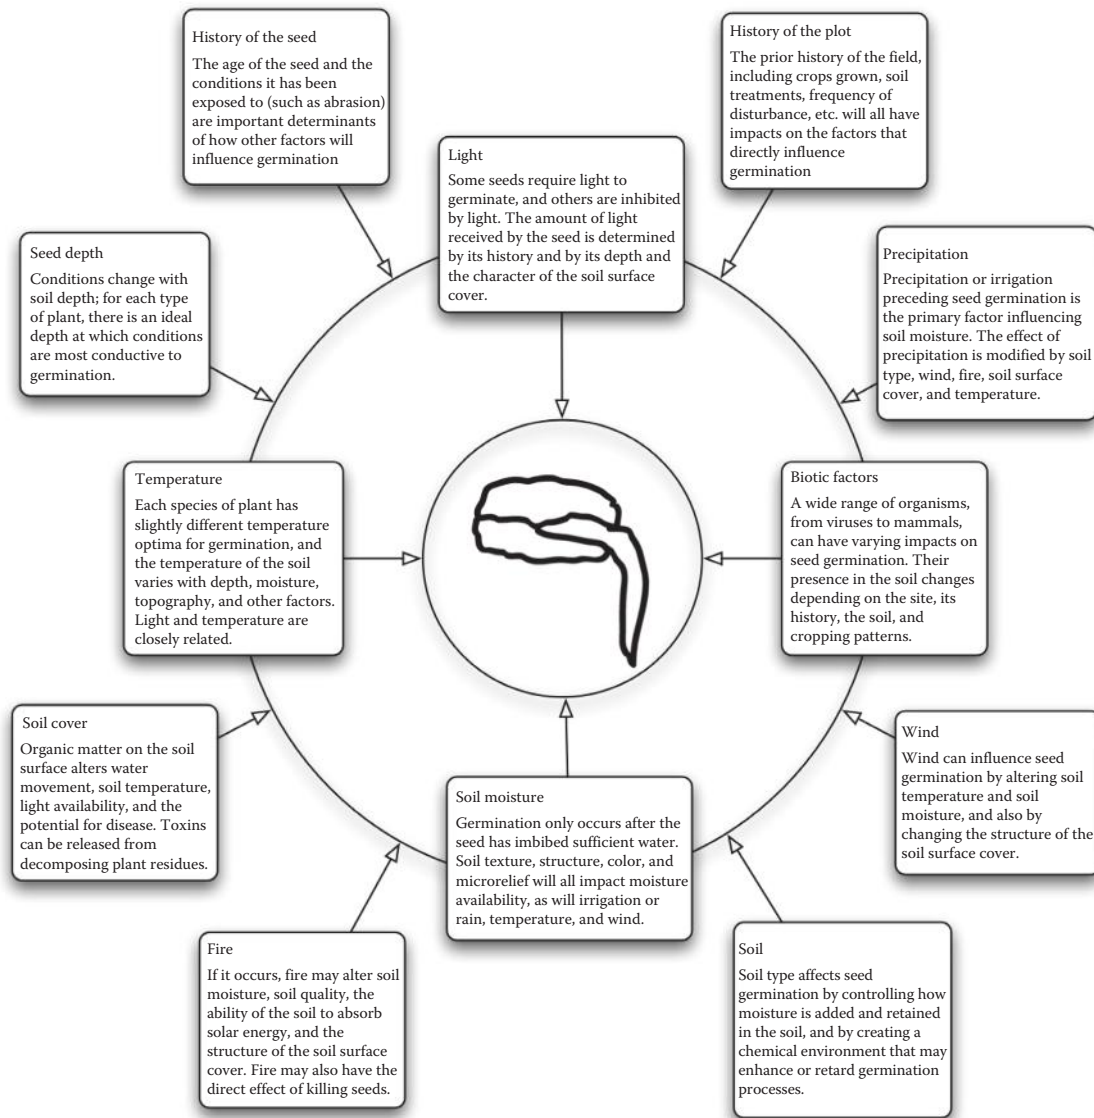 History of the seed
The age of the seed and the
conditions it has been
exposed to (such as abrasion)
are important determinants
of how other factors will
influence germination
History of the plot
The prior history of the field,
including crops grown, soil
treatments, frequency of
disturbance, etc. will all have
impacts on the factors that
directly influence
germination
Light
Some seeds require light to
germinate, and others are inhibited
by light. The amount of light
received by the seed is determined
by its history and by its depth and
the character of the soil surface
cover.
Seed depth
Conditions change with
soil depth; for each type
of plant, there is an ideal
depth at which conditions
are most conductive to
germination.
Precipitation
Precipitation or irrigation
preceding seed germination is
the primary factor influencing
soil moisture. The effect of
precipitation is modified by soil
type, wind, fire, soil surface
cover, and temperature.
Temperature
Each species of plant has
slightly different temperature
optima for germination, and
the temperature of the soil
varies with depth, moisture,
topography, and other factors.
Light and temperature are
closely related.
Biotic factors
A wide range of organisms,
from viruses to mammals,
can have varying impacts on
seed germination. Their
presence in the soil changes
depending on the site, its
history, the soil, and
cropping patterns.
Soil cover
Organic matter on the soil
surface alters water
movement, soil temperature,
light availability, and the
potential for disease. Toxins
can be released from
decomposing plant residues.
Soil moisture
Germination only occurs after the
seed has imbibed sufficient water.
Soil texture, structure, color, and
microrelief will all impact moisture
availability, as will irrigation or
rain, temperature, and wind.
Wind
Wind can influence seed
germination by altering soil
temperature and soil
moisture, and also by
changing the structure of the
soil surface cover.
Fire
If it occurs, fire may alter soil
moisture, soil quality, the
ability of the soil to absorb
solar energy, and the
structure of the soil surface
cover. Fire may also have the
direct effect of killing seeds.
Soil
Soil type affects seed
germination by controlling how
moisture is added and retained
in the soil, and by creating a
chemical environment that may
enhance or retard germination
processes.